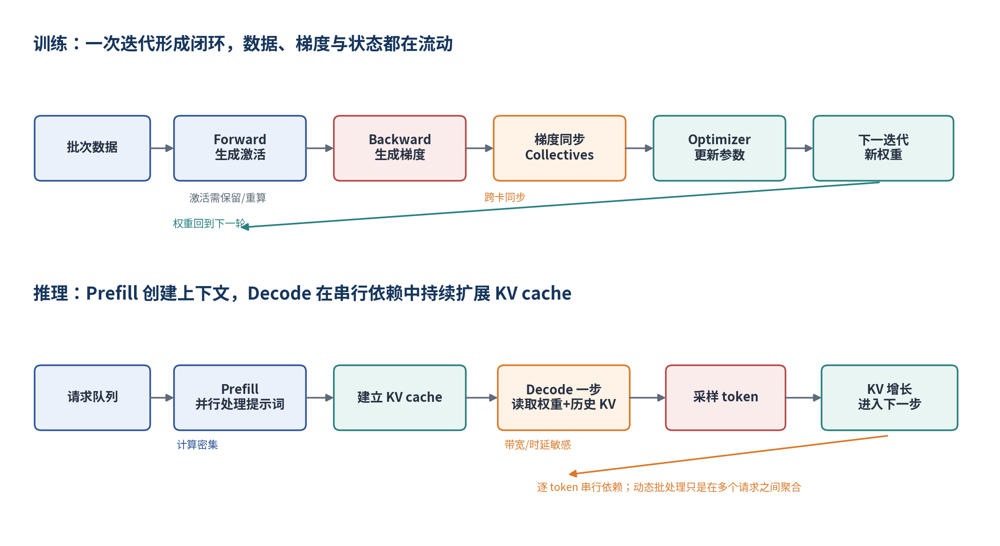 训练：一次迭代形成闭环，数据、梯度与状态都在流动
批次数据
Forward
生成激活
Backward
生成梯度
梯度同步
Collectives
Optimizer
更新参数
下一迭代
新权重
激活需保留/重算
跨卡同步
权重回到下一轮
推理：Prefill 创建上下文，Decode 在串行依赖中持续扩展 KV cache
请求队列
Prefill
并行处理提示词
建立 KV cache
Decode 一步
读取权重+历史 KV
采样 token
KV 增长
进入下一步
计算密集
带宽/时延敏感
逐 token 串行依赖；动态批处理只是在多个请求之间聚合